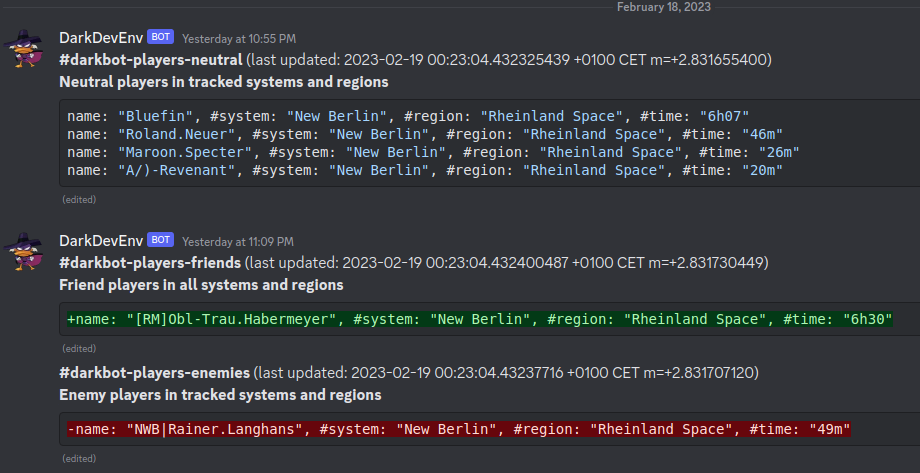 February 18, 2023
DarkDevEnv BOT Yesterday at 10:55 PM
#darkbot-players-neutral (last updated: 2023-02-19 00:23:04.432325439 +0100 CET m=+2.831655400)
Neutral players in tracked systems and regions
name: "Bluefin", #system: "New Berlin", #region: "Rheinland Space", #time: "6h07"
name: "Roland.Neuer", #system: "New Berlin", #region: "Rheinland Space", #time: "46m"
name: "Maroon.Specter", #system: "New Berlin", #region: "Rheinland Space", #time: "26m"
name: "A/)-Revenant", #system: "New Berlin", #region: "Rheinland Space", #time: "20m"
(edited)
DarkDevEnv BOT Yesterday at 11:09 PM
#darkbot-players-friends (last updated: 2023-02-19 00:23:04.432400487 +0100 CET m=+2.831730449)
Friend players in all systems and regions
+name: "[RM]Obl-Trau.Habermeyer", #system: "New Berlin", #region: "Rheinland Space", #time: "6h30"
(edited)
#darkbot-players-enemies (last updated: 2023-02-19 00:23:04.43237716 +0100 CET m=+2.831707120)
Enemy players in tracked systems and regions
-name: "NWB|Rainer.Langhans", #system: "New Berlin", #region: "Rheinland Space", #time: "49m"
(edited)